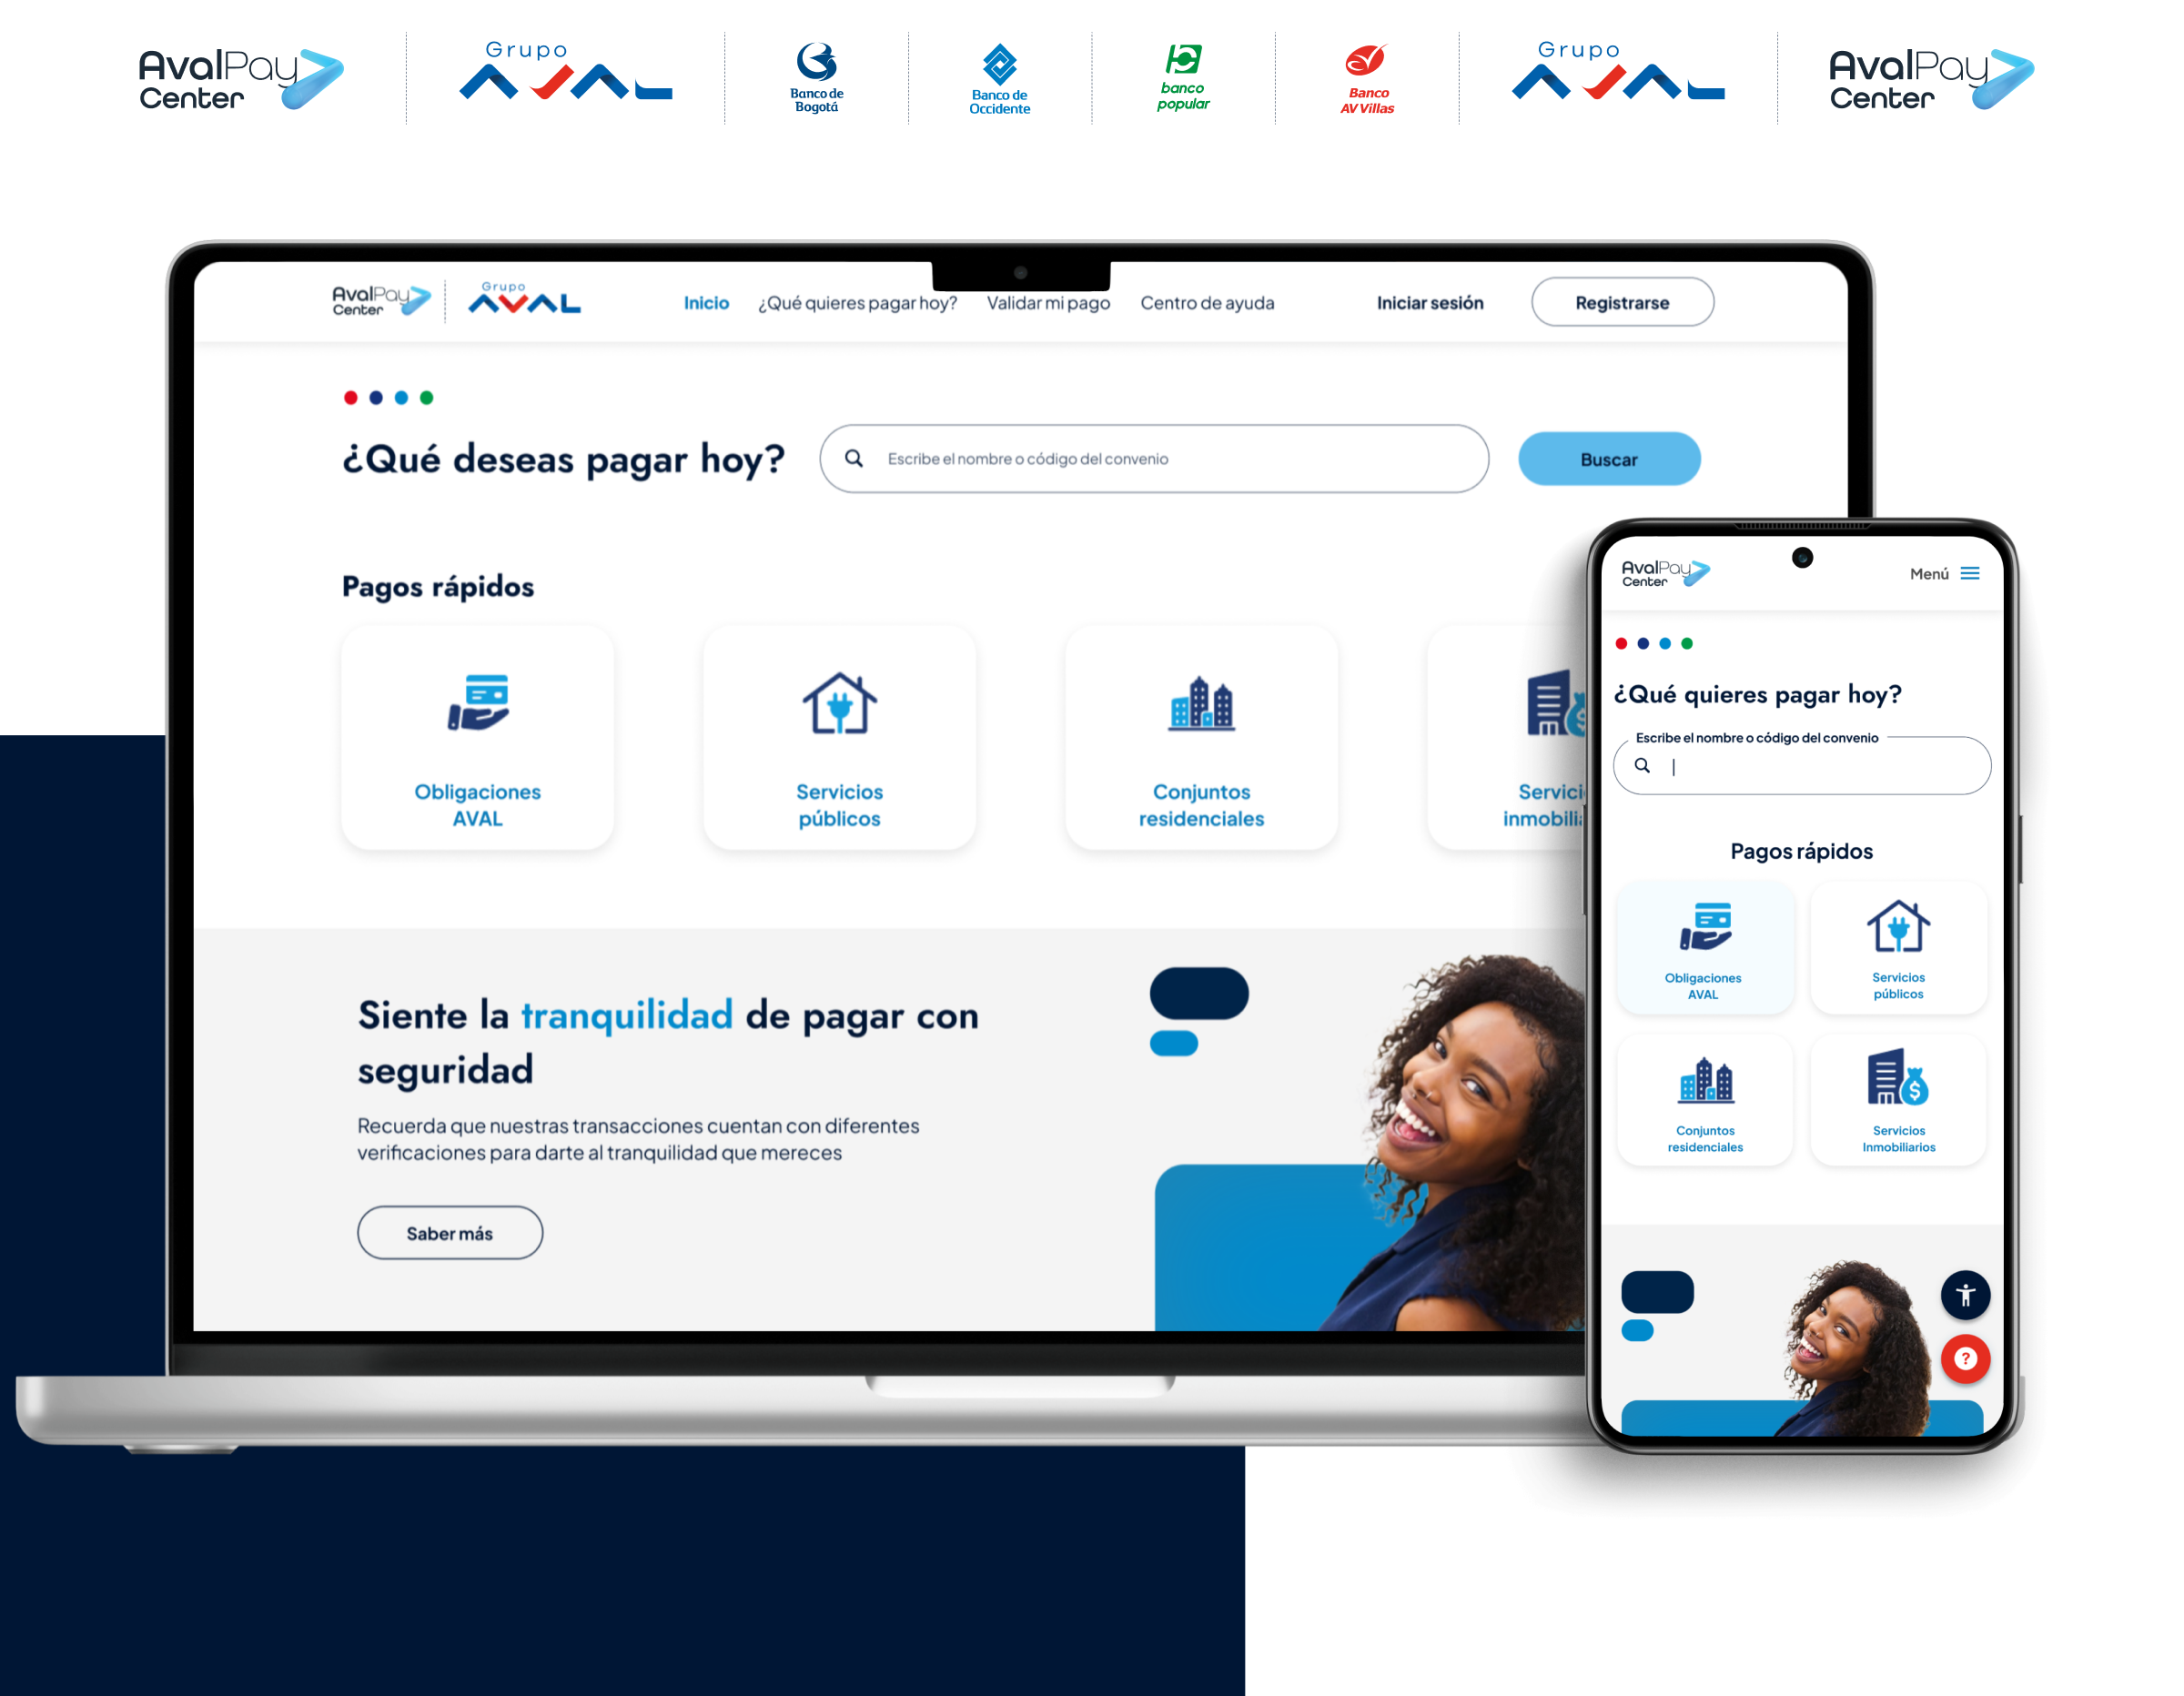 AvalPay
Center
Grupo
AVAL
Banco de
Bogotá
Banco de
Occidente
banco
popular
Banco
AV Villas
Grupo
AVAL
AvalPay
Center
AvalPay
Center
Grupo
AVAL
Inicio
¿Qué quieres pagar hoy?
Validar mi pago
Centro de ayuda
Iniciar sesión
Registrarse
¿Qué deseas pagar hoy?
Escribe el nombre o código del convenio
Buscar
Pagos rápidos
Obligaciones
AVAL
Servicios
públicos
Conjuntos
residenciales
Servici
inmobili
Siente la tranquilidad de pagar con
seguridad
Recuerda que nuestras transacciones cuentan con diferentes
verificaciones para darte al tranquilidad que mereces
Saber más
AvalPay
Center
Menú
¿Qué quieres pagar hoy?
Escribe el nombre o código del convenio
Pagos rápidos
Obligaciones
AVAL
Servicios
públicos
Conjuntos
residenciales
Servicios
Inmobiliarios
?